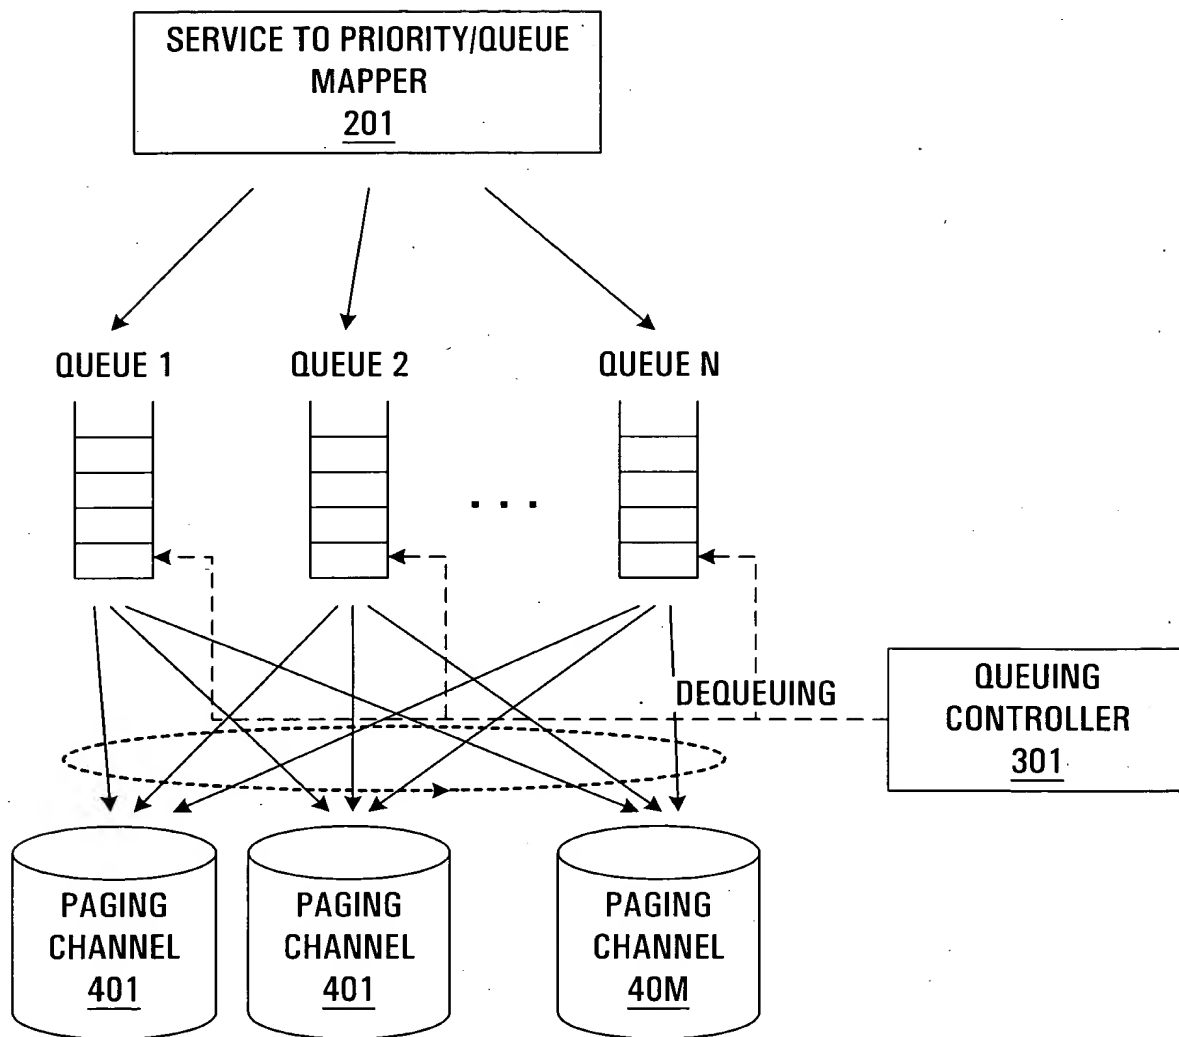 SERVICE TO PRIORITY/QUEUE
MAPPER
201
QUEUE 1
QUEUE 2
QUEUE N
. . .
DEQUEUING
QUEUING
CONTROLLER
301
PAGING
CHANNEL
401
PAGING
CHANNEL
401
PAGING
CHANNEL
40M